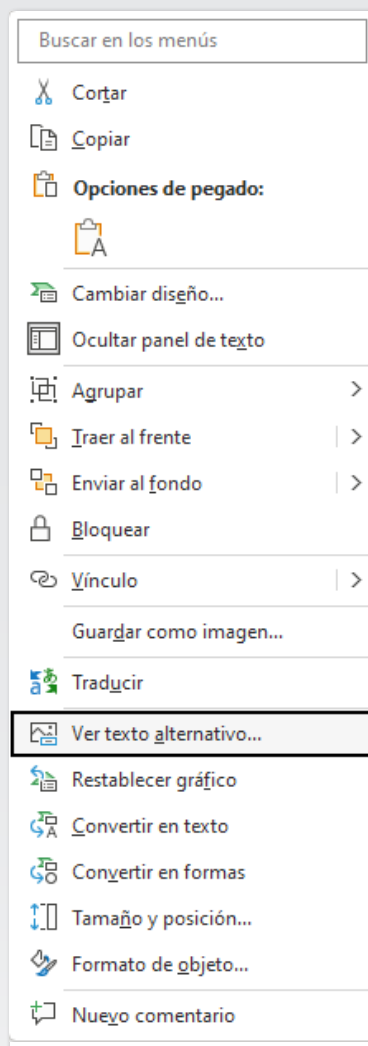 Buscar en los menús
Cortar
Copiar
Opciones de pegado:
Cambiar diseño...
Ocultar panel de texto
Agrupar
Traer al frente
Enviar al fondo
Bloquear
Vínculo
Guardar como imagen...
Traducir
Ver texto alternativo...
Restablecer gráfico
Convertir en texto
Convertir en formas
Tamaño y posición...
Formato de objeto...
Nuevo comentario